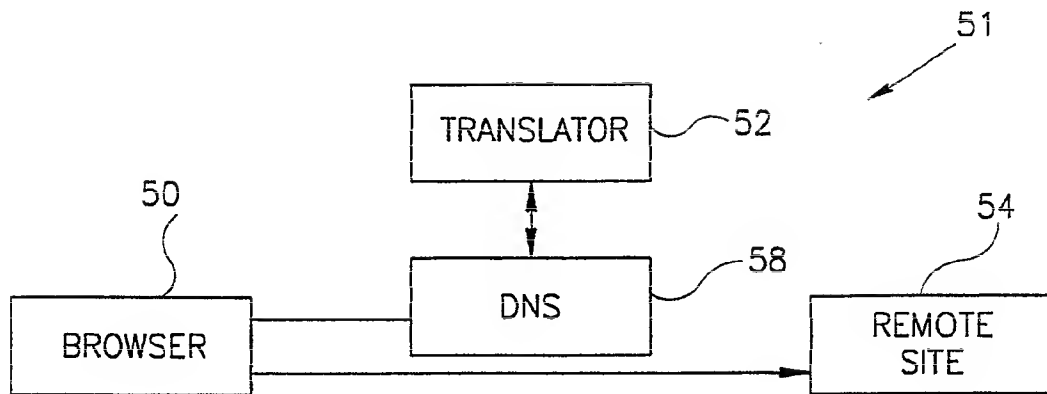 51
TRANSLATOR
52
50
54
58
DNS
BROWSER
REMOTE
SITE